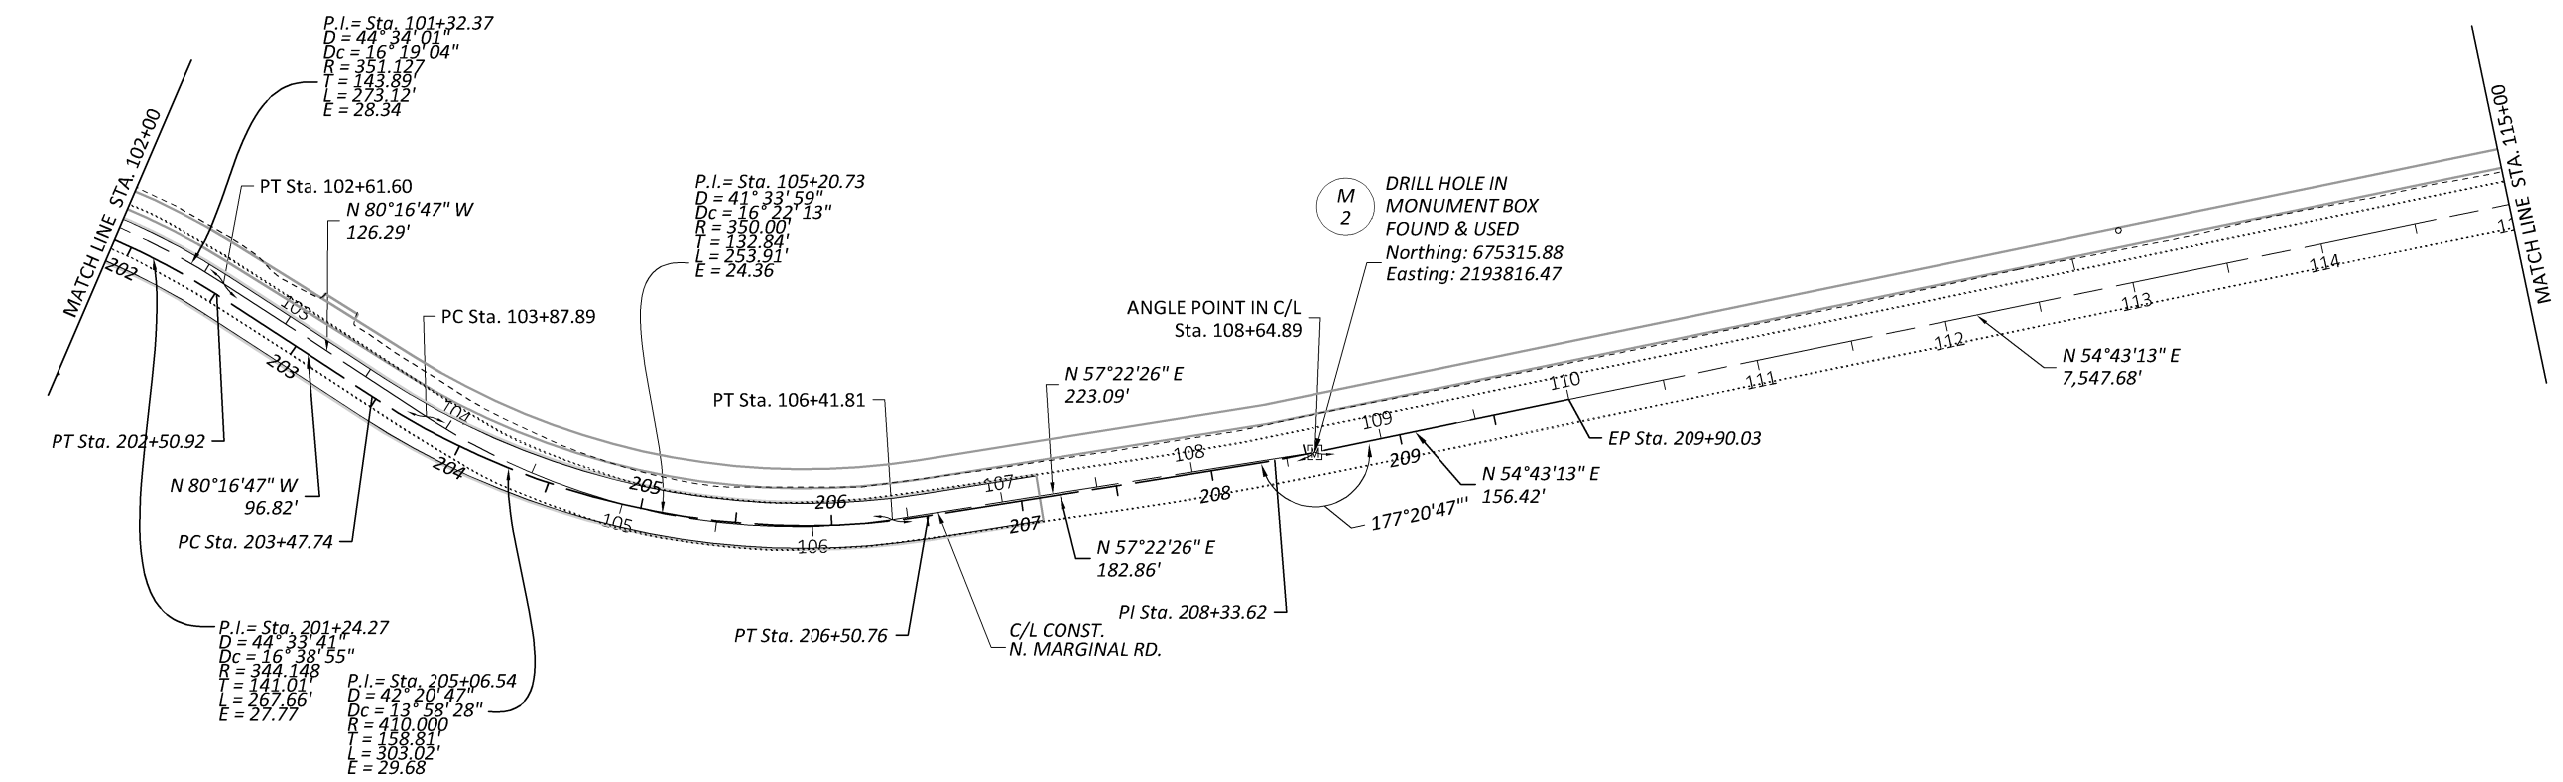 P.I.= Sta. 101+32.37
D = 44° 34' 01"
Dc = 16° 19' 04"
R = 351.127
T = 143.89'
L = 273.12'
E = 28.34
MATCH LINE STA. 102+00
PT Sta. 102+61.60
N 80°16'47" W
126.29'
PC Sta. 103+87.89
P.I.= Sta. 105+20.73
D = 41° 33' 59"
Dc = 16° 22' 13"
R = 350.00'
T = 132.84'
L = 253.91'
E = 24.36
M
2
DRILL HOLE IN
MONUMENT BOX
FOUND & USED
Northing: 675315.88
Easting: 2193816.47
ANGLE POINT IN C/L
Sta. 108+64.89
N 57°22'26" E
223.09'
PT Sta. 106+41.81
MATCH LINE STA. 115+00
N 54°43'13" E
7,547.68'
103
104
105
106
107
108
109
110
111
112
113
114
202
203
204
205
206
207
208
209
EP Sta. 209+90.03
N 54°43'13" E
156.42'
177°20'47"
PT Sta. 202+50.92
N 80°16'47" W
96.82'
PC Sta. 203+47.74
N 57°22'26" E
182.86'
PI Sta. 208+33.62
PT Sta. 206+50.76
C/L CONST.
N. MARGINAL RD.
P.I.= Sta. 201+24.27
D = 44° 33' 41"
Dc = 16° 38' 55"
R = 344.148
T = 141.01'
L = 267.66'
E = 27.77
P.I.= Sta. 205+06.54
D = 42° 20' 47"
Dc = 13° 58' 28"
R = 410.000
T = 158.81'
L = 303.02'
E = 29.68